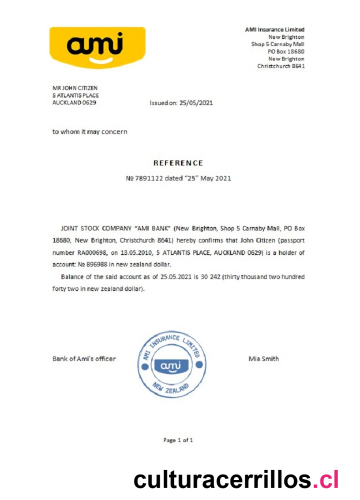 ami
AMI Insurance Limited
New Brighton
Shop 5 Carnaby Mall
PO Box 18680
New Brighton
Christchurch 8641
MR JOHN CITIZEN
5 ATLANTIS PLACE
AUCKLAND 0629
Issued on: 25/05/2021
to whom it may concern
REFERENCE
№ 7891122 dated “25” May 2021
JOINT STOCK COMPANY “AMI BANK” (New Brighton, Shop 5 Carnaby Mall, PO Box
18680, New Brighton, Christchurch 8641) hereby confirms that John Citizen (passport
number RA000698, on 13.05.2010, 5 ATLANTIS PLACE, AUCKLAND 0629) is a holder of
account: № 896988 in new zealand dollar.
Balance of the said account as of 25.05.2021 is 30 242 (thirty thousand two hundred
forty two in new zealand dollar).
Bank of Ami's officer
AMI INSURANCE LIMITED
ami
NEW ZEALAND
Mia Smith
Page 1 of 1
culturacerrillos.cl